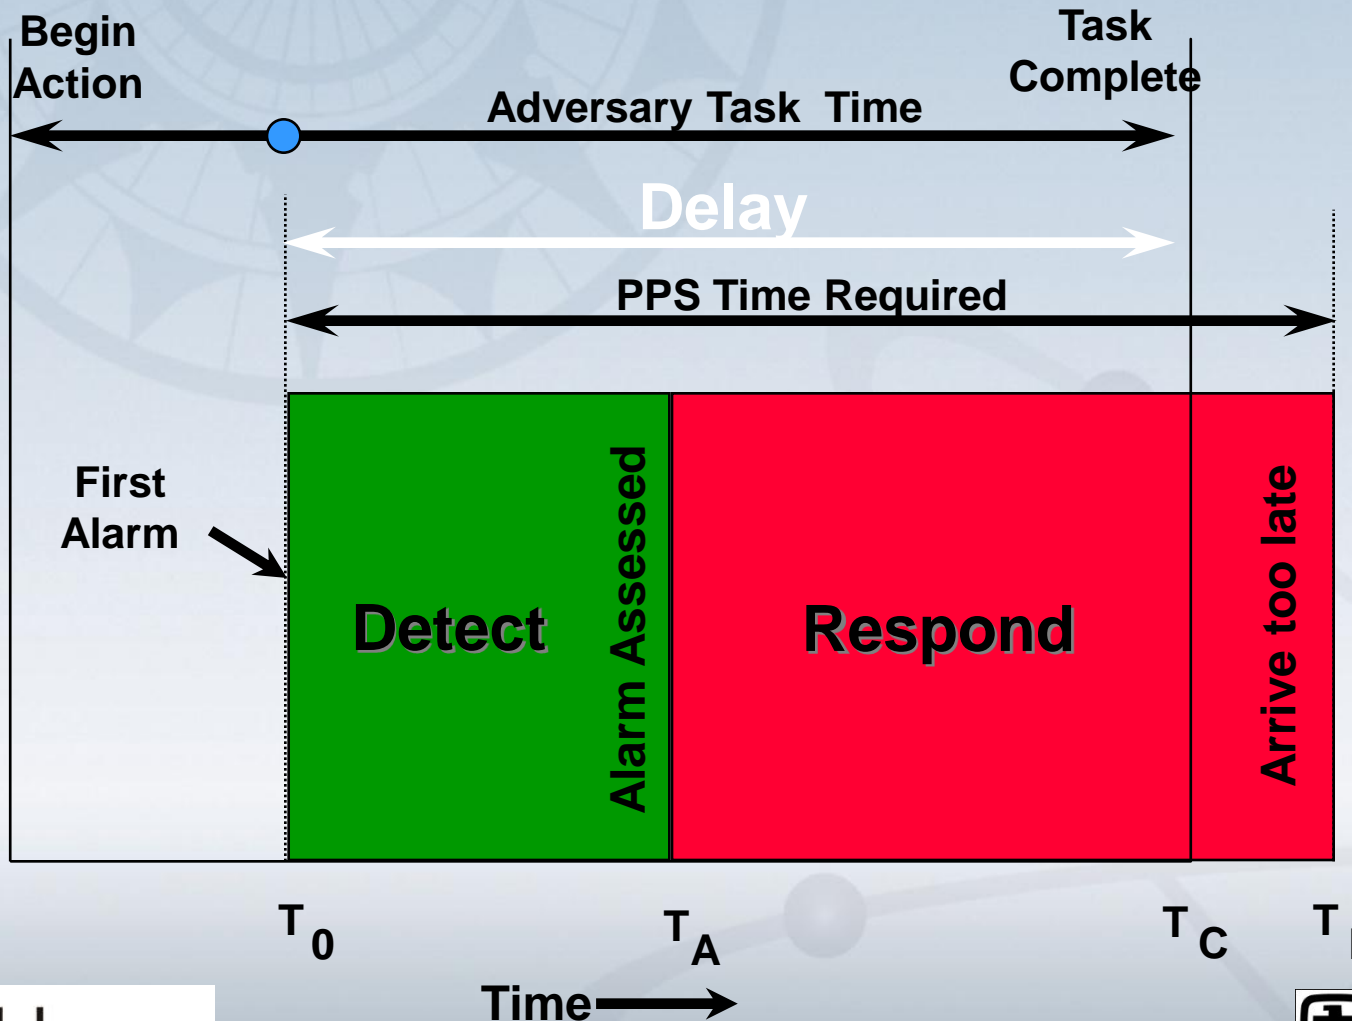 Begin
Action
Task
Complete
Adversary Task Time
Delay
PPS Time Required
First
Alarm
Detect
Alarm Assessed
Respond
Arrive too late
T0
TA
TC
T
Time